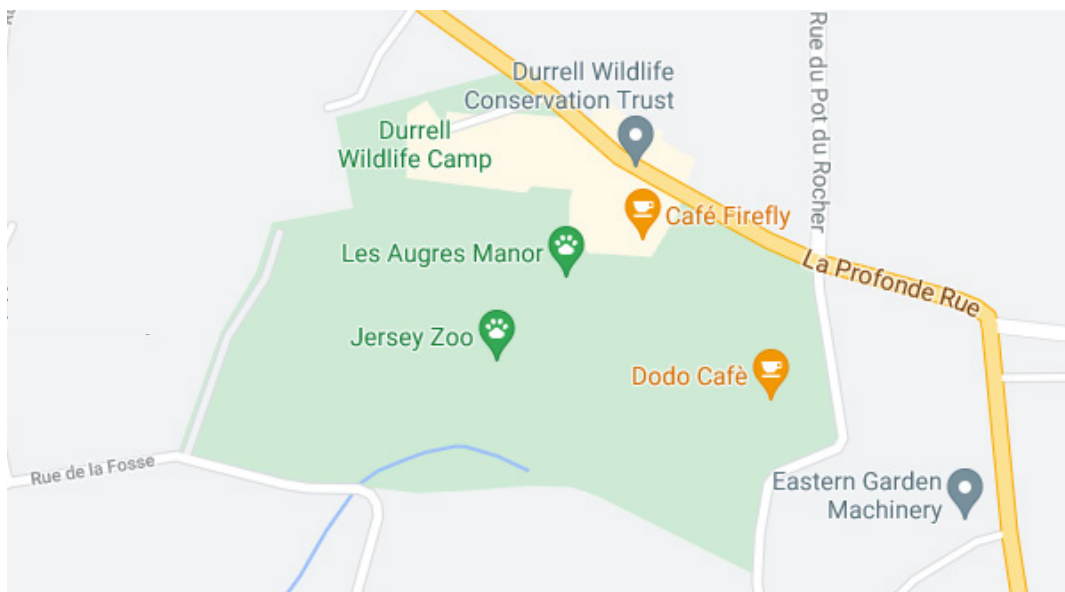 Durrell Wildlife
Conservation Trust
Rue du Pot du Rocher
Durrell
Wildlife Camp
Café Firefly
Les Augres Manor
La Profonde Rue
Jersey Zoo
Dodo Cafè
Rue de la Fosse
Eastern Garden
Machinery